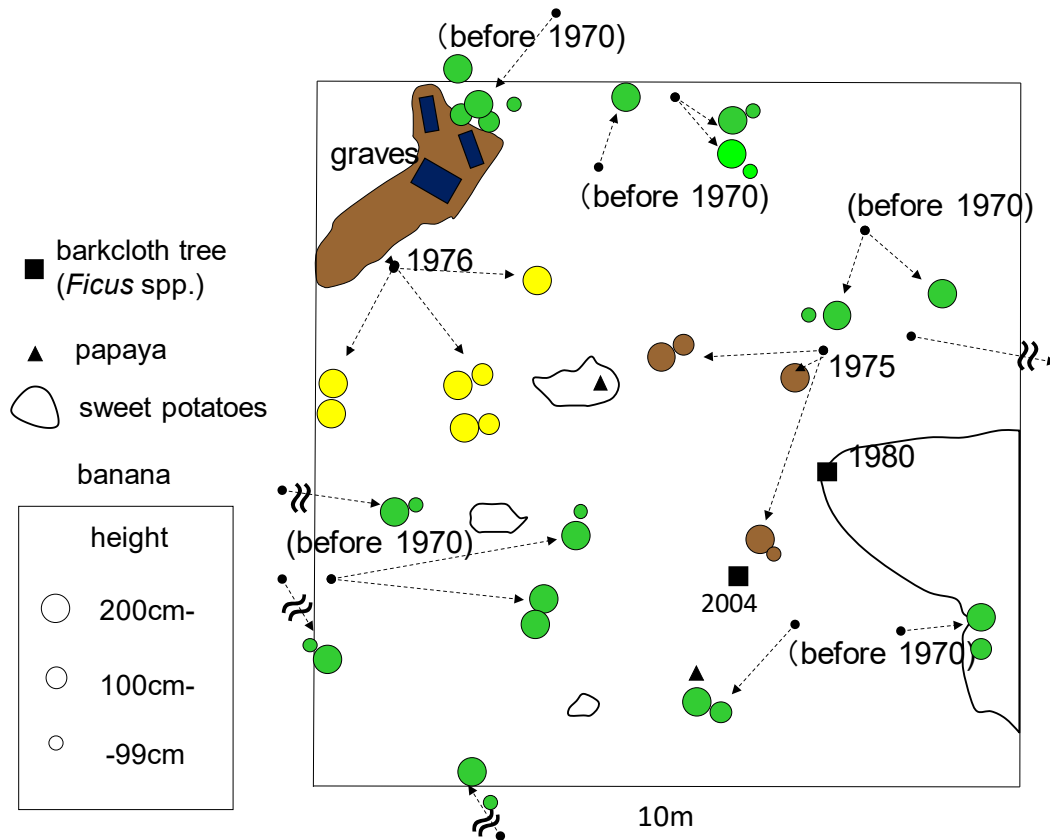 （before 1970)
graves
（before 1970)
(before 1970)
barkcloth tree
(Ficus spp.)
1976
papaya
1975
sweet potatoes
1980
banana
height
(before 1970)
200cm-
2004
（before 1970)
100cm-
-99cm
10m